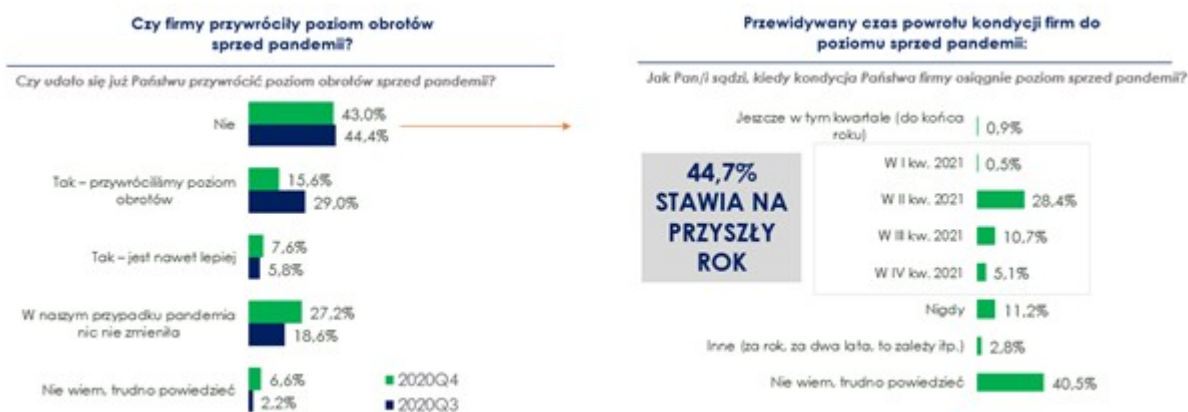 Czy firmy przywróciły poziom obrotów
sprzed pandemii?
Czy udało się już Państwu przywrócić poziom obrotów sprzed pandemii?
Nie
43,0%
44,4%
Tak – przywróciliśmy poziom
obrotów
15,6%
29,0%
Tak – jest nawet lepiej
7,6%
5,8%
W naszym przypadku pandemia
nic nie zmieniła
27,2%
18,6%
Nie wiem, trudno powiedzieć
6,6%
2,2%
2020Q4
2020Q3
Przewidywany czas powrotu kondycji firm do
poziomu sprzed pandemii:
Jak Pan/i sądzi, kiedy kondycja Państwa firmy osiągnie poziom sprzed pandemii?
44,7%
STAWIA NA
PRZYSZŁY
ROK
Jeszcze w tym kwartale (do końca
roku)
0,9%
W I kw. 2021
0,5%
W II kw. 2021
28,4%
W III kw. 2021
10,7%
W IV kw. 2021
5,1%
Nigdy
11,2%
Inne (za rok, za dwa lata, to zależy itp.)
2,8%
Nie wiem, trudno powiedzieć
40,5%